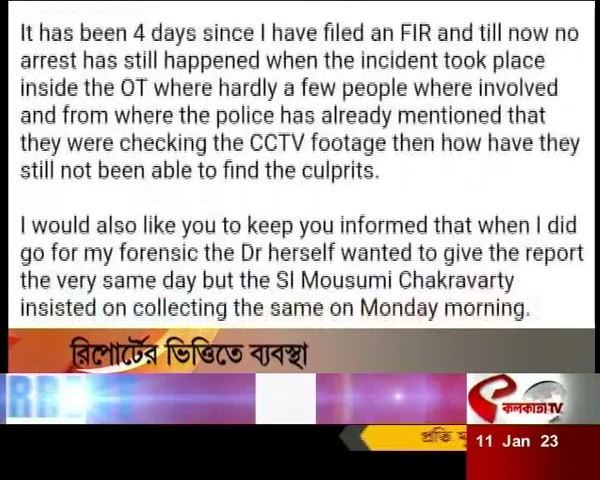 It has been 4 days since I have filed an FIR and till now no
arrest has still happened when the incident took place
inside the OT where hardly a few people where involved
and from where the police has already mentioned that
they were checking the CCTV footage then how have they
still not been able to find the culprits.
I would also like you to keep you informed that when I did
go for my forensic the Dr herself wanted to give the report
the very same day but the SI Mousumi Chakravarty
insisted on collecting the same on Monday morning.
রিপোর্টের ভিত্তিতে ব্যবস্থা
কলকাতা TV
প্রতি
11 Jan 23